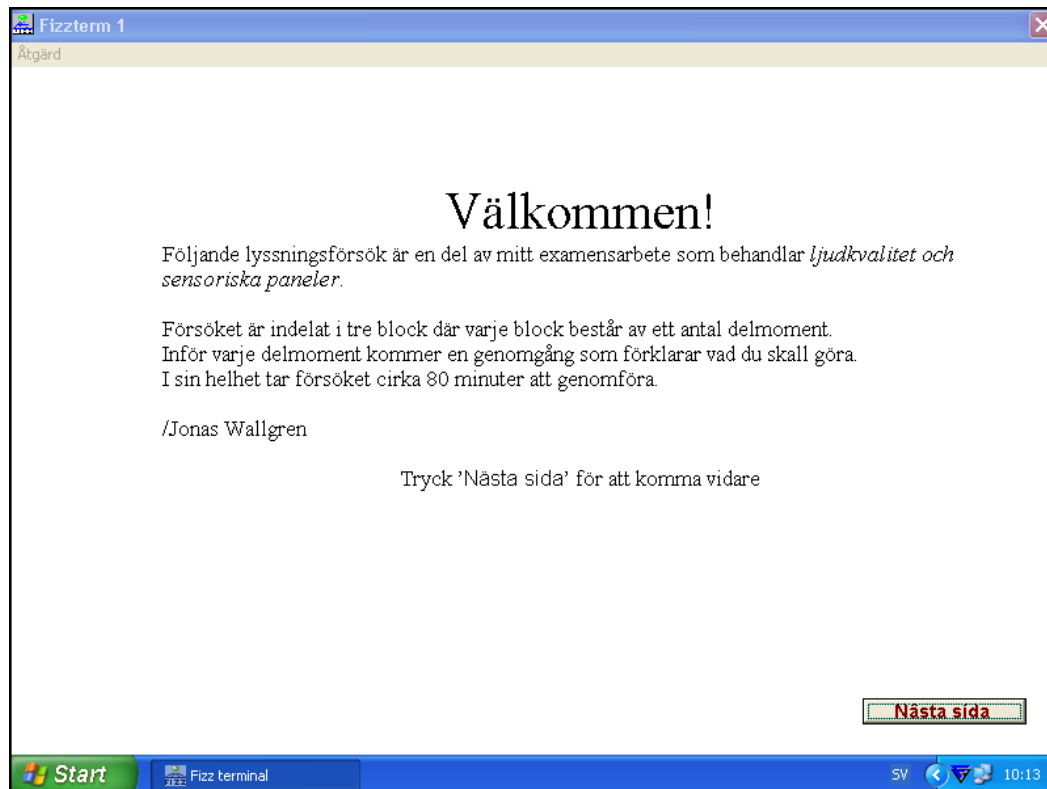 Fizzterm 1
Åtgärd
Välkommen!
Följande lyssningsförsök är en del av mitt examensarbete som behandlar ljudkvalitet och
sensoriska paneler.
Försöket är indelat i tre block där varje block består av ett antal delmoment.
Inför varje delmoment kommer en genomgång som förklarar vad du skall göra.
I sin helhet tar försöket cirka 80 minuter att genomföra.
/Jonas Wallgren
Tryck 'Nästa sida' för att komma vidare
Nästa sida
Start
FIZZ
Fizz terminal
SV
10:13